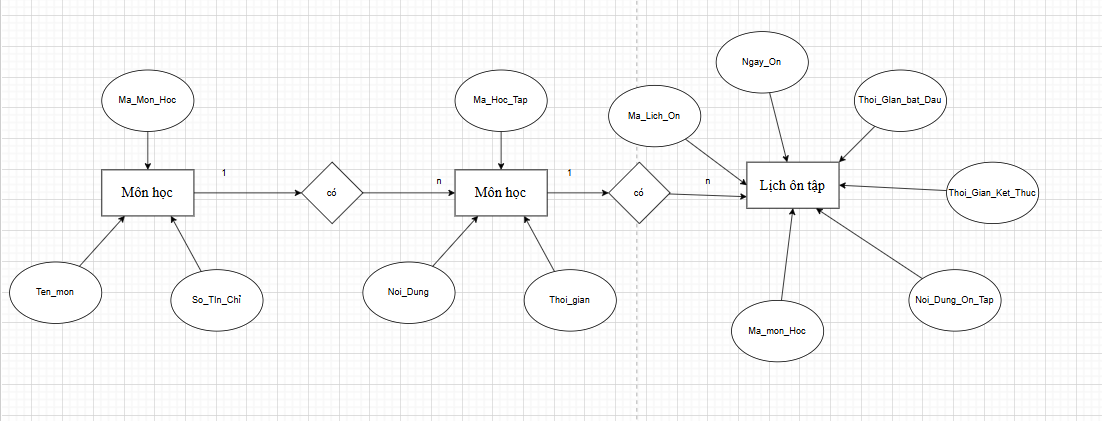 Ngay_On
Ma_Mon_Hoc
Ma_Hoc_Tap
Thoi_GIan_bat_Dau
Ma_Lich_On
1
n
1
n
Môn học
có
Môn học
có
Lịch ôn tập
Thoi_Gian_Ket_Thuc
Ten_mon
So_TIn_Chỉ
Noi_Dung
Thoi_gian
Noi_Dung_On_Tap
Ma_mon_Hoc